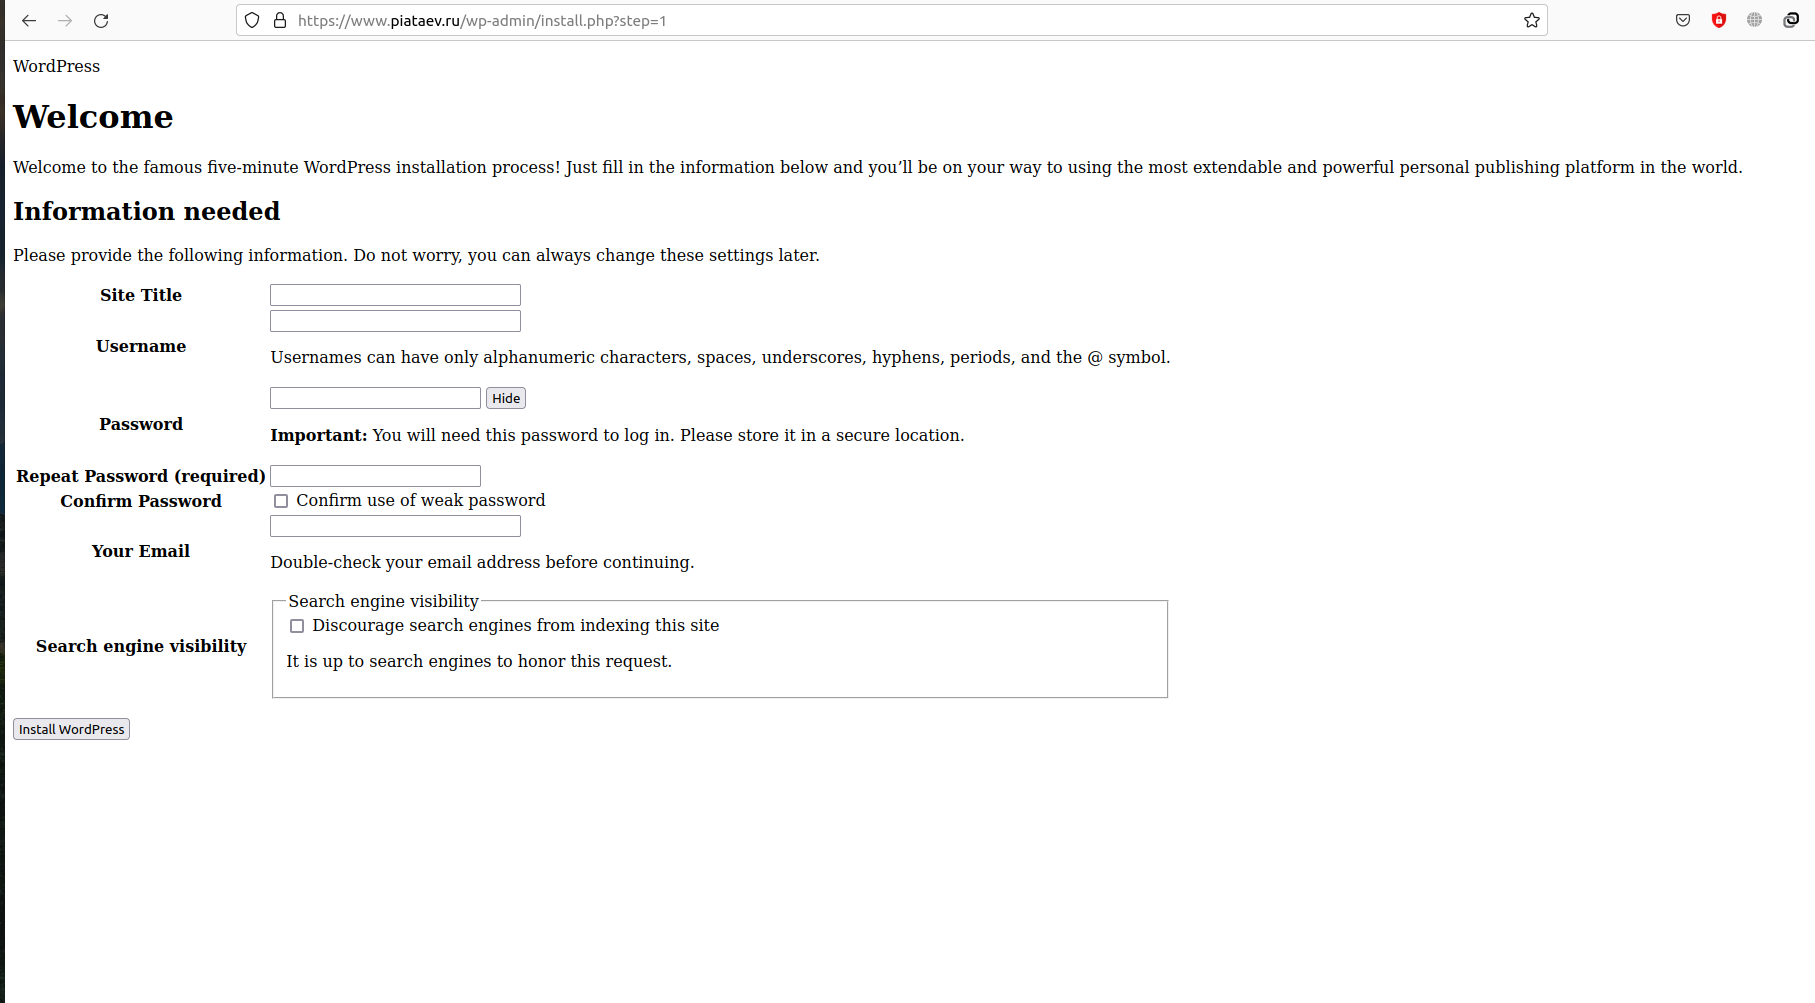 https://www.piataev.ru/wp-admin/install.php?step=1
WordPress
Welcome
Welcome to the famous five-minute WordPress installation process! Just fill in the information below and you’ll be on your way to using the most extendable and powerful personal publishing platform in the world.
Information needed
Please provide the following information. Do not worry, you can always change these settings later.
Site Title
Username
Usernames can have only alphanumeric characters, spaces, underscores, hyphens, periods, and the @ symbol.
Hide
Password
Important: You will need this password to log in. Please store it in a secure location.
Repeat Password (required)
Confirm Password Confirm use of weak password
Your Email
Double-check your email address before continuing.
Search engine visibility
Discourage search engines from indexing this site
Search engine visibility
It is up to search engines to honor this request.
Install WordPress